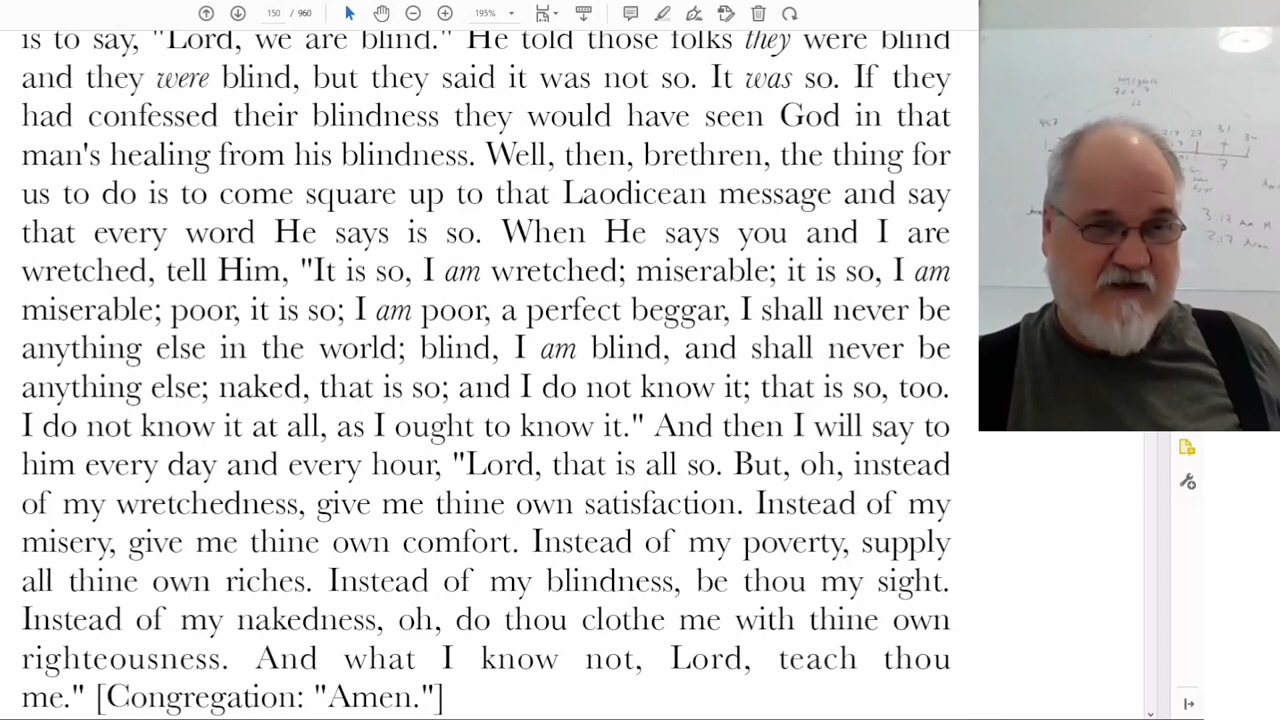 150 / 960
195%
is to say, "Lord, we are blind." He told those folks they were blind
and they were blind, but they said it was not so. It was so. If they
had confessed their blindness they would have seen God in that
man's healing from his blindness. Well, then, brethren, the thing for
us to do is to come square up to that Laodicean message and say
that every word He says is so. When He says you and I are
wretched, tell Him, "It is so, I am wretched; miserable; it is so, I am
miserable; poor, it is so; I am poor, a perfect beggar, I shall never be
anything else in the world; blind, I am blind, and shall never be
anything else; naked, that is so; and I do not know it; that is so, too.
I do not know it at all, as I ought to know it." And then I will say to
him every day and every hour, "Lord, that is all so. But, oh, instead
of my wretchedness, give me thine own satisfaction. Instead of my
misery, give me thine own comfort. Instead of my poverty, supply
all thine own riches. Instead of my blindness, be thou my sight.
Instead of my nakedness, oh, do thou clothe me with thine own
righteousness. And what I know not, Lord, teach thou
me." [Congregation: "Amen."]
457
3:17